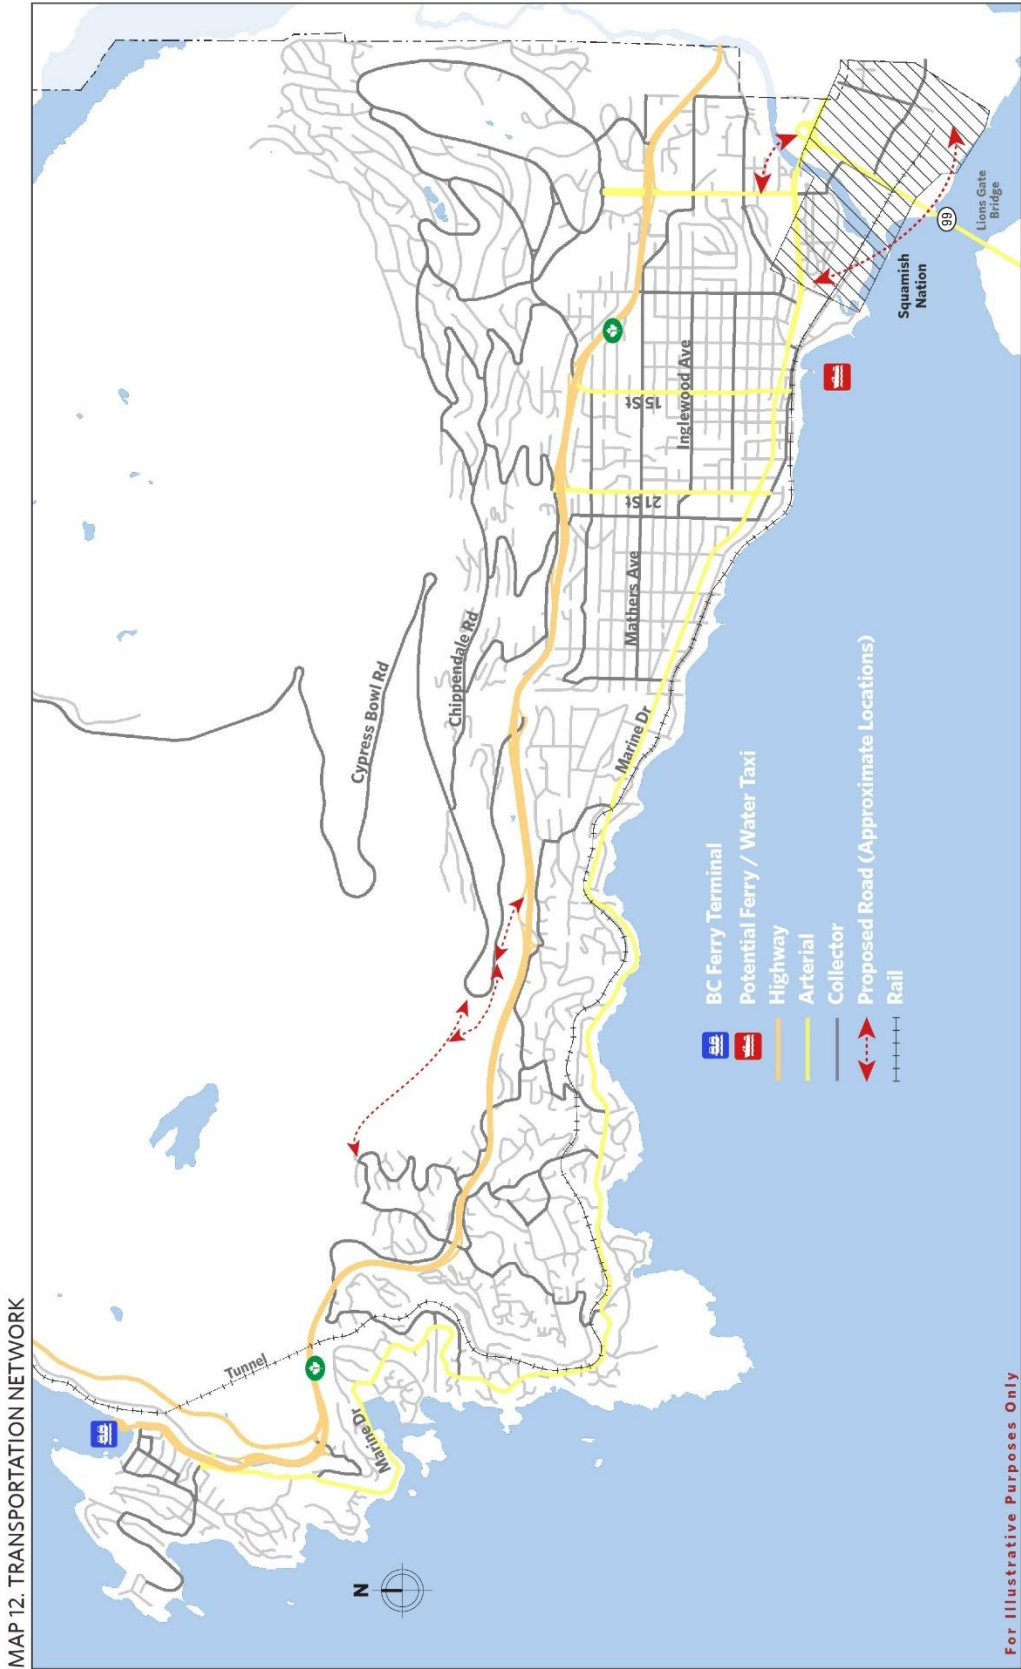 MAP 12. TRANSPORTATION NETWORK
Tunnel
Marine Dr
N
Cypress Bowl Rd
Chippendale Rd
Marine Dr
Mathers Ave
21 St
15 St
Inglewood Ave
1
1
Squamish
Nation
99
Lions Gate
Bridge
BC Ferry Terminal
Potential Ferry / Water Taxi
Highway
Arterial
Collector
Proposed Road (Approximate Locations)
Rail
For Illustrative Purposes Only